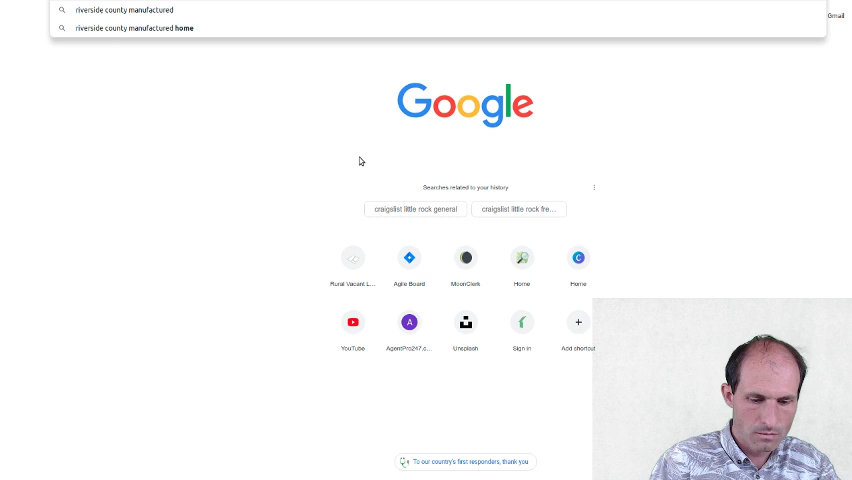 riverside county manufactured
Gmail
riverside county manufactured home
Google
Searches related to your history
craigslist little rock general
craigslist little rock fre...
Rural Vacant L...
Agile Board
MoonClerk
Home
Home
YouTube
AgentPro247,c...
Unsplash
Sign in
Add shortcut
To our country's first responders, thank you